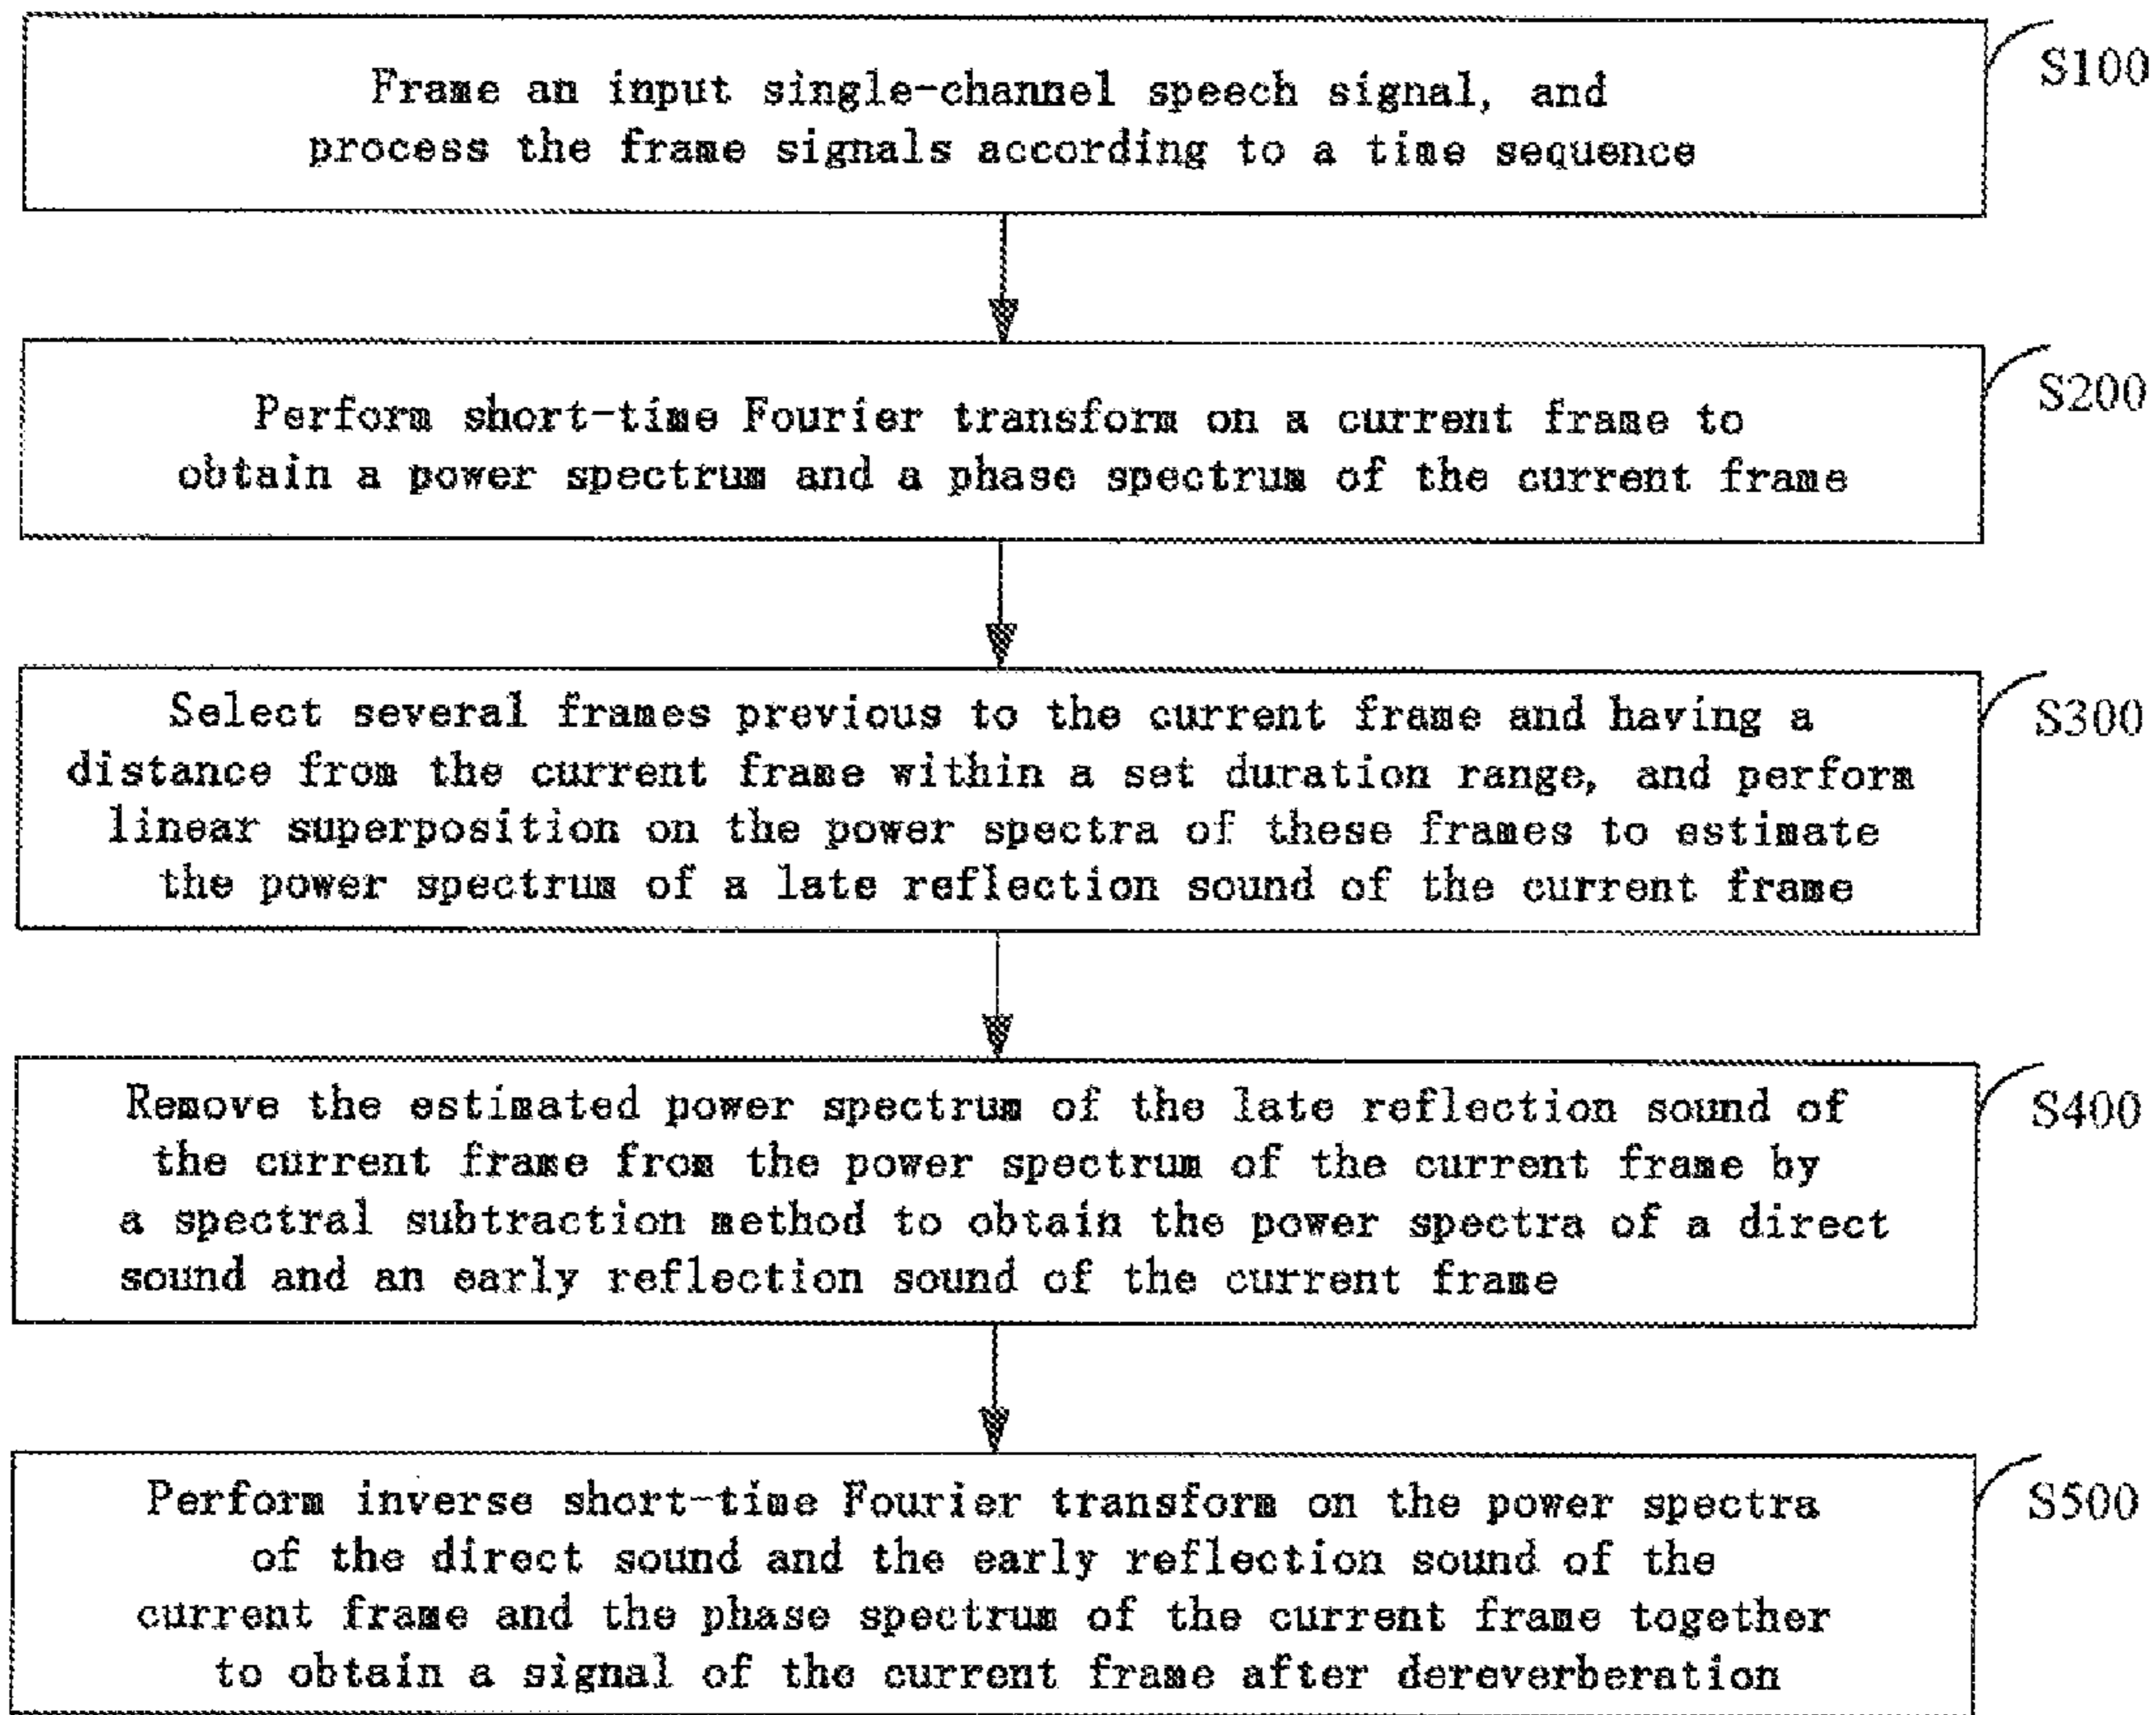 Frame an input single-channel speech signal, and
process the frame signals according to a time sequence
S100
Perform short-time Fourier transform on a current frame to
obtain a power spectrum and a phase spectrum of the current frame
S200
Select several frames previous to the current frame and having a
distance from the current frame within a set duration range, and perform
linear superposition on the power spectra of these frames to estimate
the power spectrum of a late reflection sound of the current frame
S300
Remove the estimated power spectrum of the late reflection sound of
the current frame from the power spectrum of the current frame by
a spectral subtraction method to obtain the power spectra of a direct
sound and an early reflection sound of the current frame
S400
Perform inverse short-time Fourier transform on the power spectra
of the direct sound and the early reflection sound of the
current frame and the phase spectrum of the current frame together
to obtain a signal of the current frame after dereverberation
S500